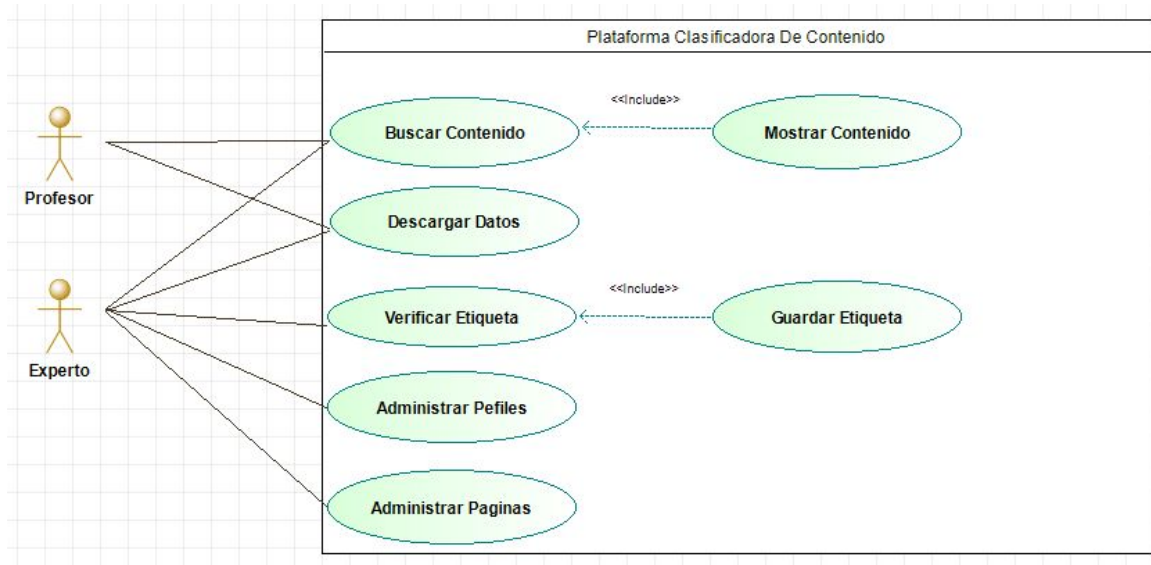 Plataforma Clasificadora De Contenido
<<Include>>
Buscar Contenido
Mostrar Contenido
Profesor
Descargar Datos
<<Include>>
Verificar Etiqueta
Guardar Etiqueta
Experto
Administrar Pefiles
Administrar Paginas